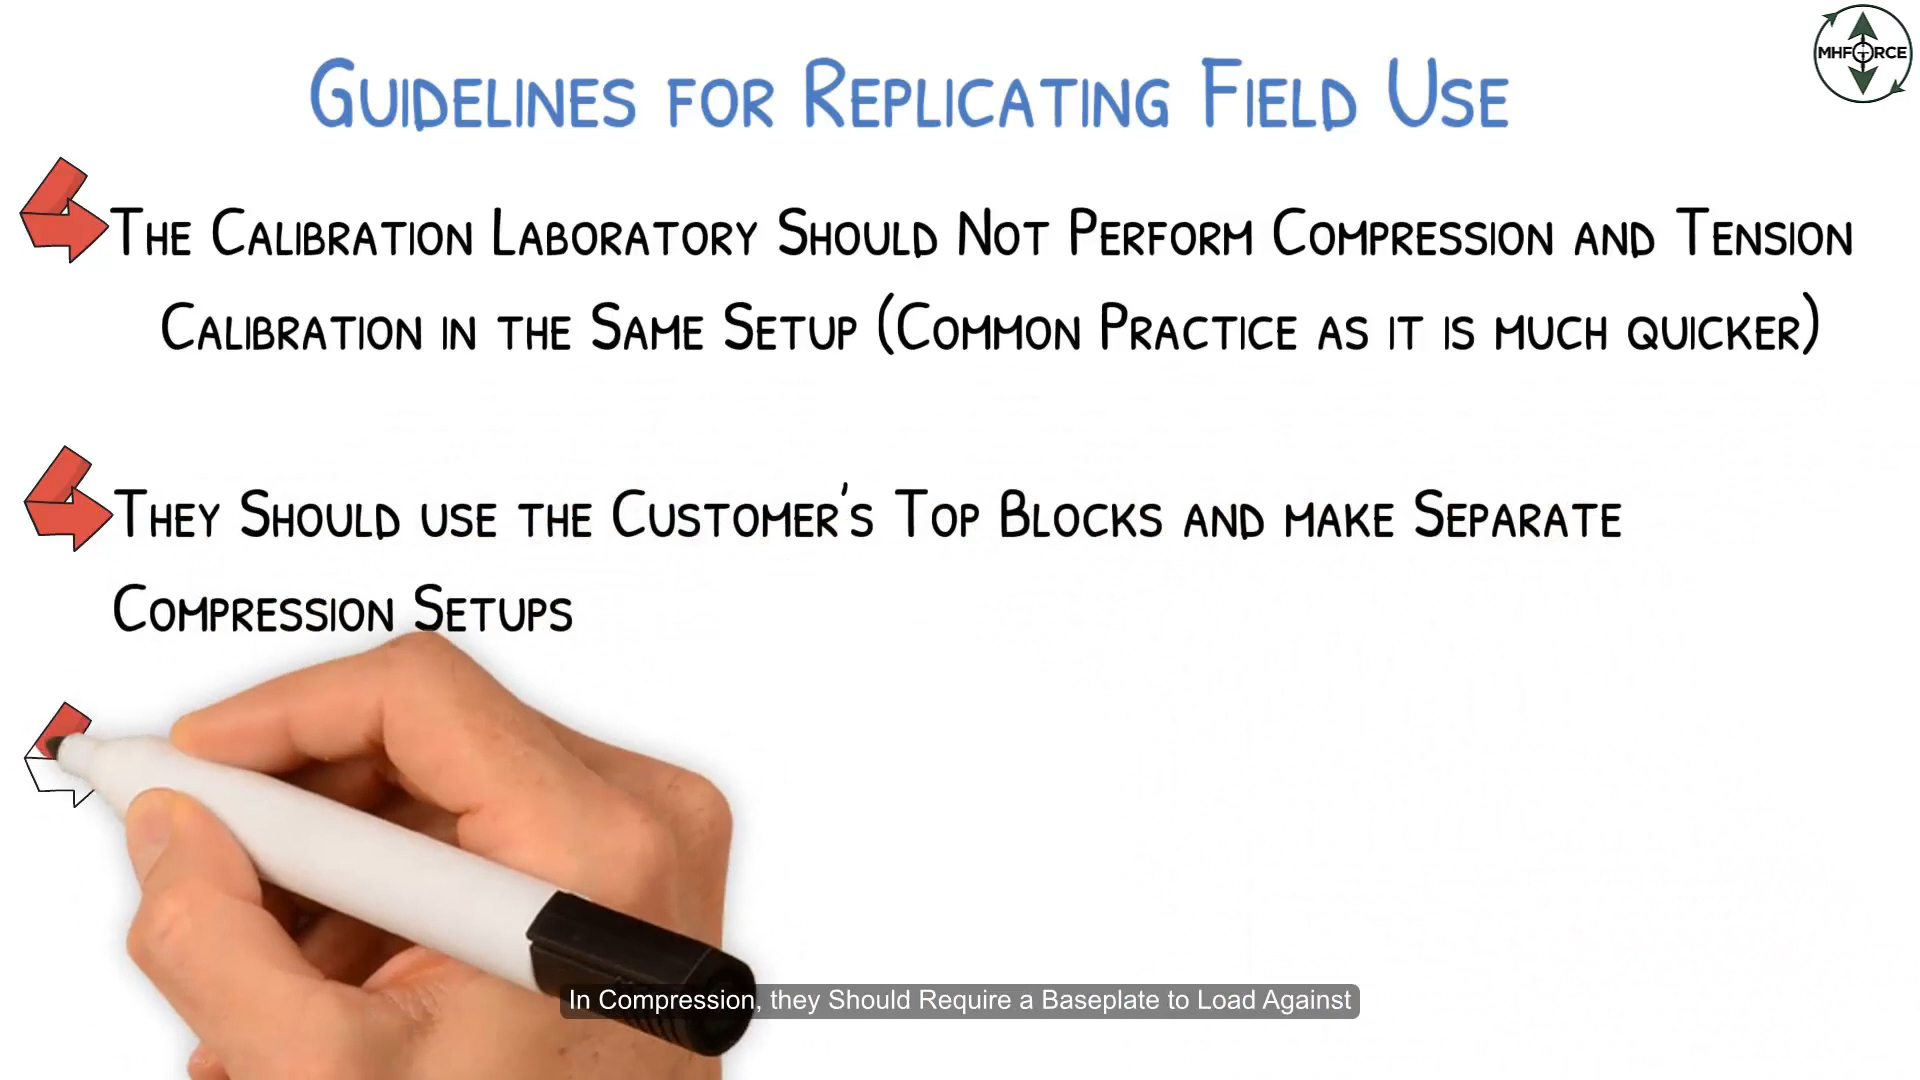 MHFORCE
Guidelines for Replicating Field Use
The Calibration Laboratory Should Not Perform Compression and Tension
Calibration in the Same Setup (Common Practice as it is much quicker)
They Should use the Customer's Top Blocks and make Separate
Compression Setups
In Compression, they Should Require a Baseplate to Load Against